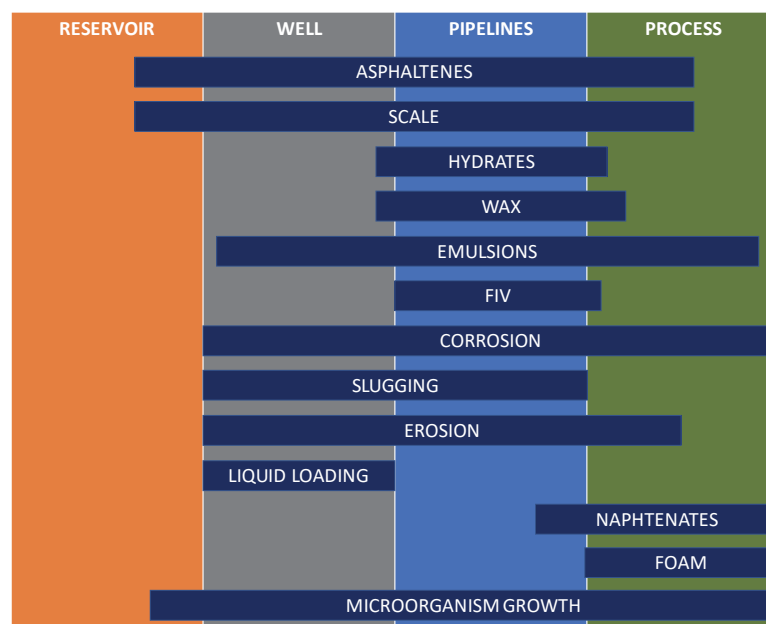 RESERVOIR WELL PIPELINES PROCESS
ASPHALTENES
SCALE
HYDRATES
WAX
EMULSIONS
FIV
CORROSION
SLUGGING
EROSION
LIQUID LOADING
NAPHTENATES
FOAM
MICROORGANISM GROWTH